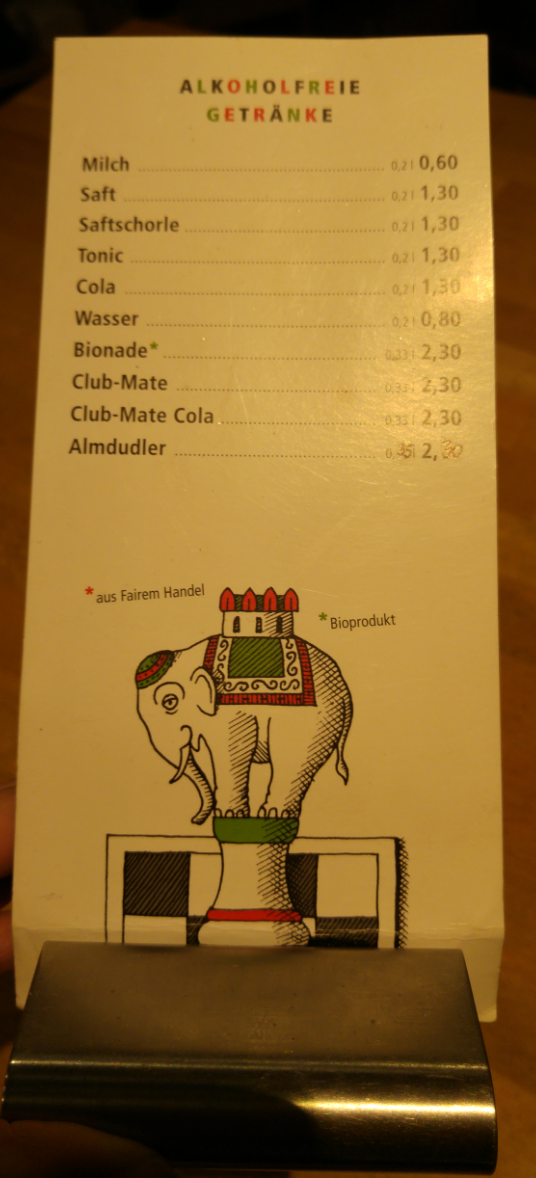 ALKOHOLFREIE
GETRÄNKE
Milch 0,2 l 0,60
Saft 0,2 l 1,30
Saftschorle 0,2 l 1,30
Tonic 0,2 l 1,30
Cola 0,2 l 1,30
Wasser 0,2 l 0,80
Bionade* 0,33 l 2,30
Club-Mate 0,33 l 2,30
Club-Mate Cola 0,33 l 2,30
Almdudler
*aus Fairem Handel
*Bioprodukt